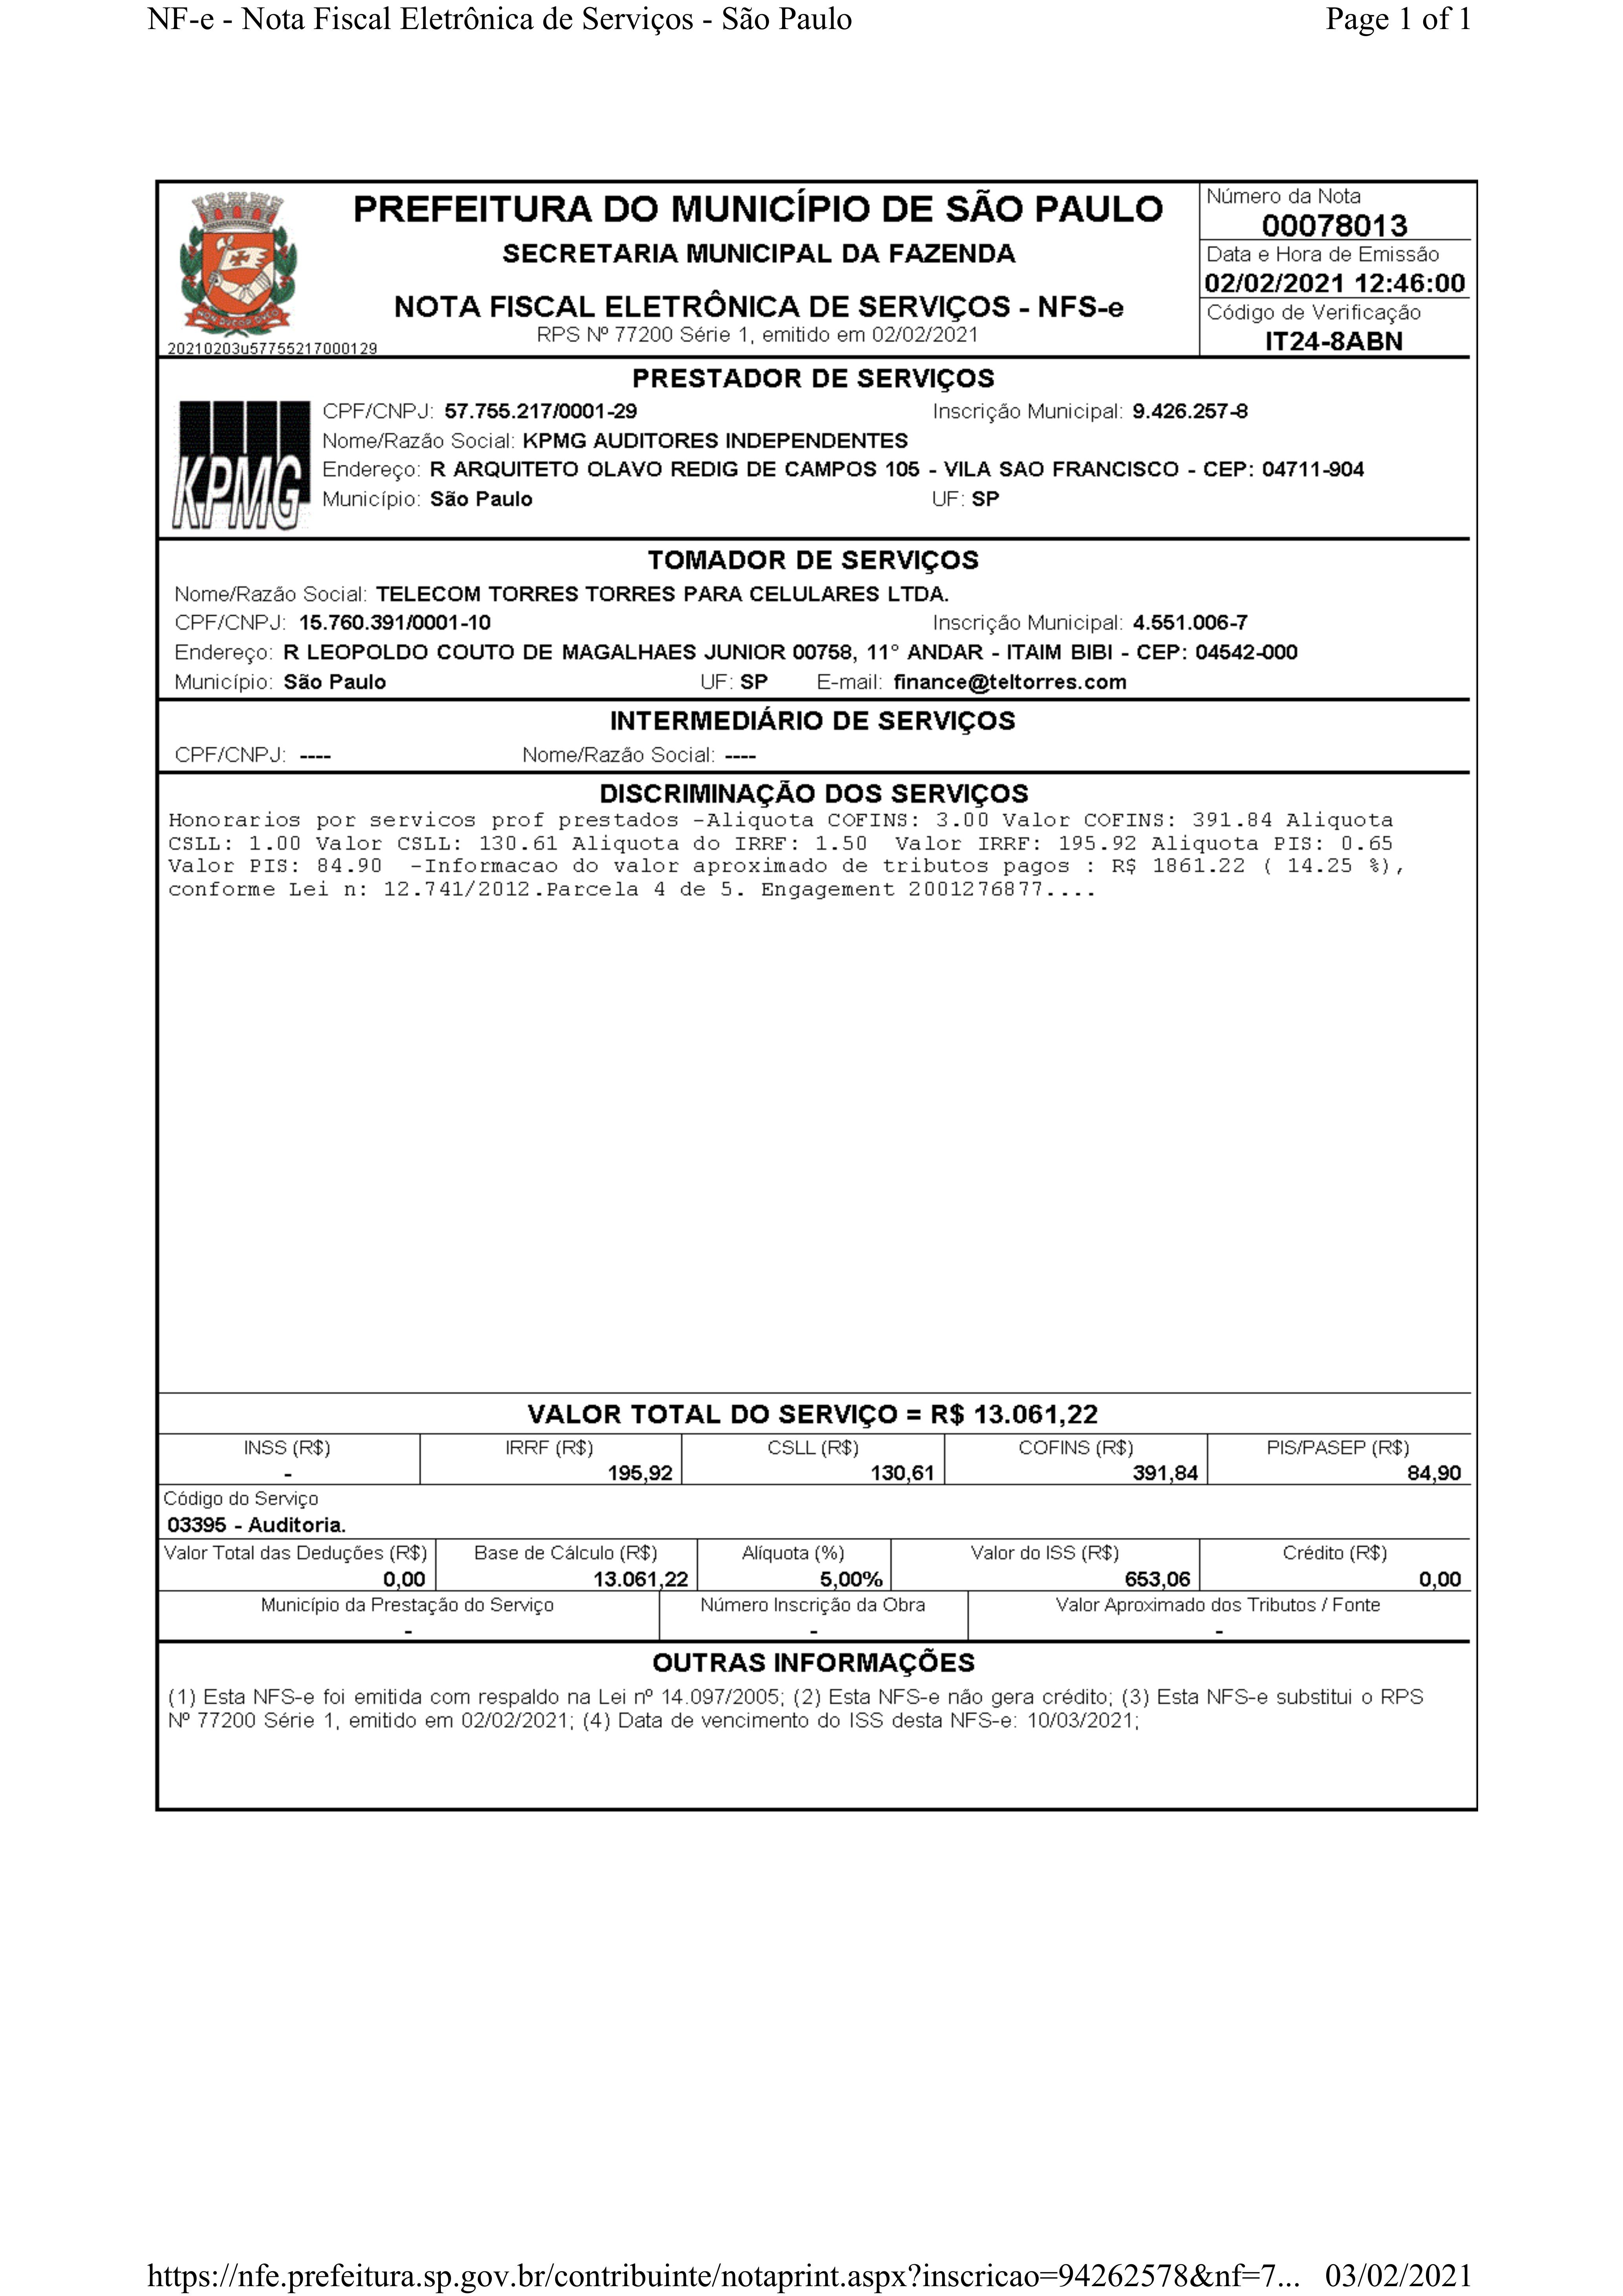 NF-e - Nota Fiscal Eletrônica de Serviços - São Paulo Page 1 of 1
PREFEITURA DO MUNICÍPIO DE SÃO PAULO
SECRETARIA MUNICIPAL DA FAZENDA
NOTA FISCAL ELETRÔNICA DE SERVIÇOS - NFS-e
RPS Nº 77200 Série 1, emitido em 02/02/2021
20210203u57755217000129
Número da Nota
00078013
Data e Hora de Emissão
02/02/2021 12:46:00
Código de Verificação
IT24-8ABN
PRESTADOR DE SERVIÇOS
KPMG
CPF/CNPJ: 57.755.217/0001-29 Inscrição Municipal: 9.426.257-8
Nome/Razão Social: KPMG AUDITORES INDEPENDENTES
Endereço: R ARQUITETO OLAVO REDIG DE CAMPOS 105 - VILA SAO FRANCISCO - CEP: 04711-904
Município: São Paulo UF: SP
TOMADOR DE SERVIÇOS
Nome/Razão Social: TELECOM TORRES TORRES PARA CELULARES LTDA.
CPF/CNPJ: 15.760.391/0001-10 Inscrição Municipal: 4.551.006-7
Endereço: R LEOPOLDO COUTO DE MAGALHAES JUNIOR 00758, 11° ANDAR - ITAIM BIBI - CEP: 04542-000
Município: São Paulo UF: SP E-mail: finance@teltorres.com
INTERMEDIÁRIO DE SERVIÇOS
CPF/CNPJ: ---- Nome/Razão Social: ----
DISCRIMINAÇÃO DOS SERVIÇOS
Honorarios por servicos prof prestados -Aliquota COFINS: 3.00 Valor COFINS: 391.84 Aliquota
CSLL: 1.00 Valor CSLL: 130.61 Aliquota do IRRF: 1.50  Valor IRRF: 195.92 Aliquota PIS: 0.65
Valor PIS: 84.90  -Informacao do valor aproximado de tributos pagos : R$ 1861.22 ( 14.25 %),
conforme Lei n: 12.741/2012.Parcela 4 de 5. Engagement 2001276877....
VALOR TOTAL DO SERVIÇO = R$ 13.061,22
INSS (R$) IRRF (R$) CSLL (R$) COFINS (R$) PIS/PASEP (R$)
- 195,92 130,61 391,84 84,90
Código do Serviço
03395 - Auditoria.
Valor Total das Deduções (R$) Base de Cálculo (R$) Alíquota (%) Valor do ISS (R$) Crédito (R$)
0,00 13.061,22 5,00% 653,06 0,00
Município da Prestação do Serviço Número Inscrição da Obra Valor Aproximado dos Tributos / Fonte
- - -
OUTRAS INFORMAÇÕES
(1) Esta NFS-e foi emitida com respaldo na Lei nº 14.097/2005; (2) Esta NFS-e não gera crédito; (3) Esta NFS-e substitui o RPS
Nº 77200 Série 1, emitido em 02/02/2021; (4) Data de vencimento do ISS desta NFS-e: 10/03/2021;
https://nfe.prefeitura.sp.gov.br/contribuinte/notaprint.aspx?inscricao=94262578&nf=7... 03/02/2021